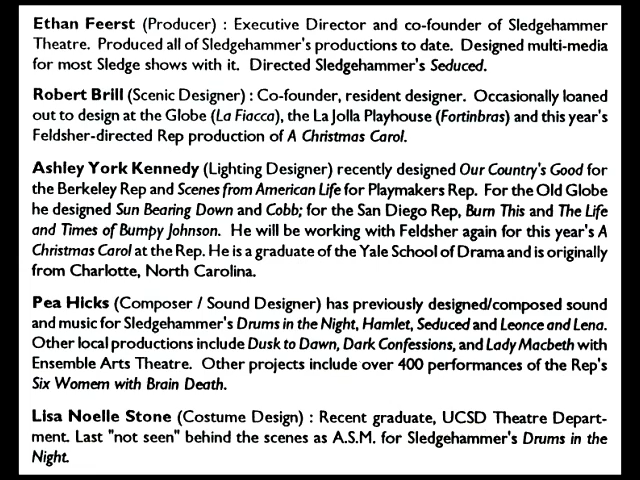 Ethan Feerst (Producer) : Executive Director and co-founder of Sledgehammer
Theatre. Produced all of Sledgehammer's productions to date. Designed multi-media
for most Sledge shows with it. Directed Sledgehammer's Seduced.
Robert Brill (Scenic Designer) : Co-founder, resident designer. Occasionally loaned
out to design at the Globe (La Fiacca), the La Jolla Playhouse (Fortinbras) and this year's
Feldsher-directed Rep production of A Christmas Carol.
Ashley York Kennedy (Lighting Designer) recently designed Our Country's Good for
the Berkeley Rep and Scenes from American Life for Playmakers Rep. For the Old Globe
he designed Sun Bearing Down and Cobb; for the San Diego Rep, Burn This and The Life
and Times of Bumpy Johnson. He will be working with Feldsher again for this year's A
Christmas Carol at the Rep. He is a graduate of the Yale School of Drama and is originally
from Charlotte, North Carolina.
Pea Hicks (Composer / Sound Designer) has previously designed/composed sound
and music for Sledgehammer's Drums in the Night, Hamlet, Seduced and Leonce and Lena.
Other local productions include Dusk to Dawn, Dark Confessions, and Lady Macbeth with
Ensemble Arts Theatre. Other projects include over 400 performances of the Rep's
Six Womem with Brain Death.
Lisa Noelle Stone (Costume Design) : Recent graduate, UCSD Theatre Depart-
ment. Last "not seen" behind the scenes as A.S.M. for Sledgehammer's Drums in the
Night.